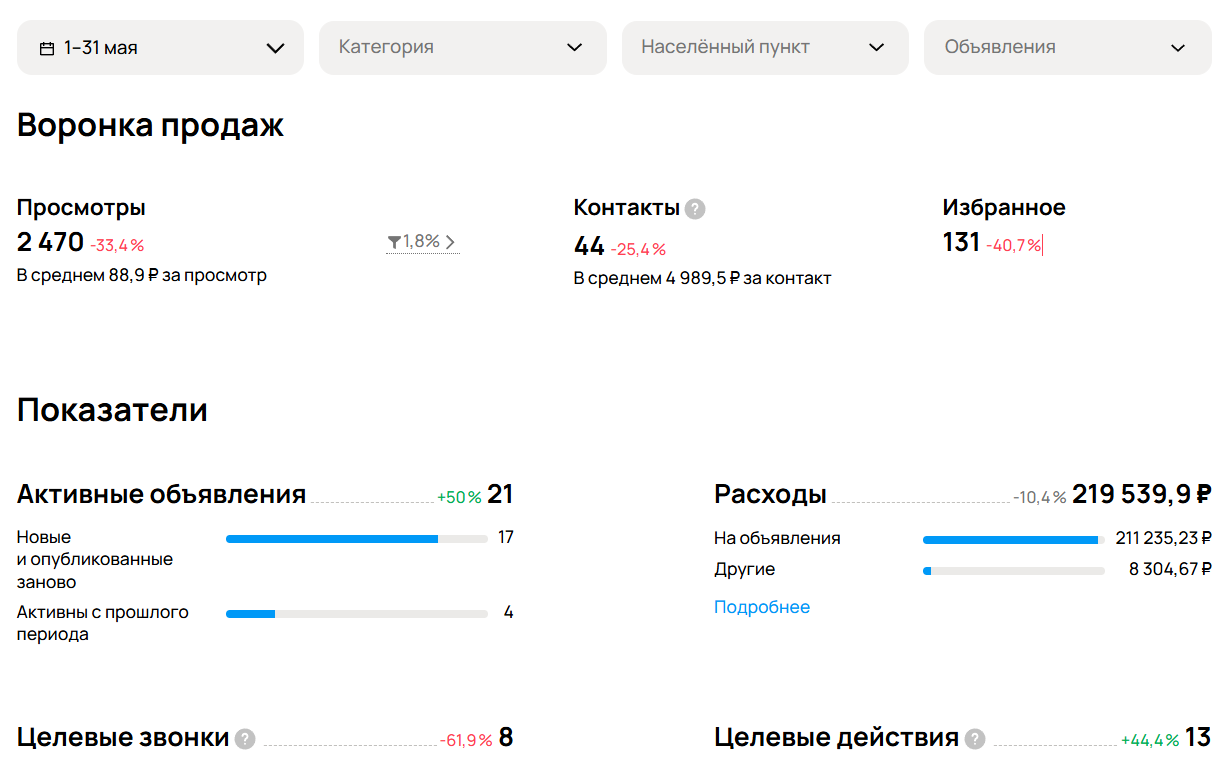 1–31 мая
Категория
Населённый пункт
Объявления
Воронка продаж
Просмотры
2 470 -33,4 %
В среднем 88,9 ₽ за просмотр
1,8%
Контакты ?
44 -25,4 %
В среднем 4 989,5 ₽ за контакт
Избранное
131 -40,7 %
Показатели
Активные объявления +50 % 21
Новые
и опубликованные
заново
17
Активны с прошлого
периода
4
Расходы -10,4 % 219 539,9 ₽
На объявления 211 235,23 ₽
Другие 8 304,67 ₽
Подробнее
Целевые звонки ? -61,9 % 8
Целевые действия ? +44,4 % 13